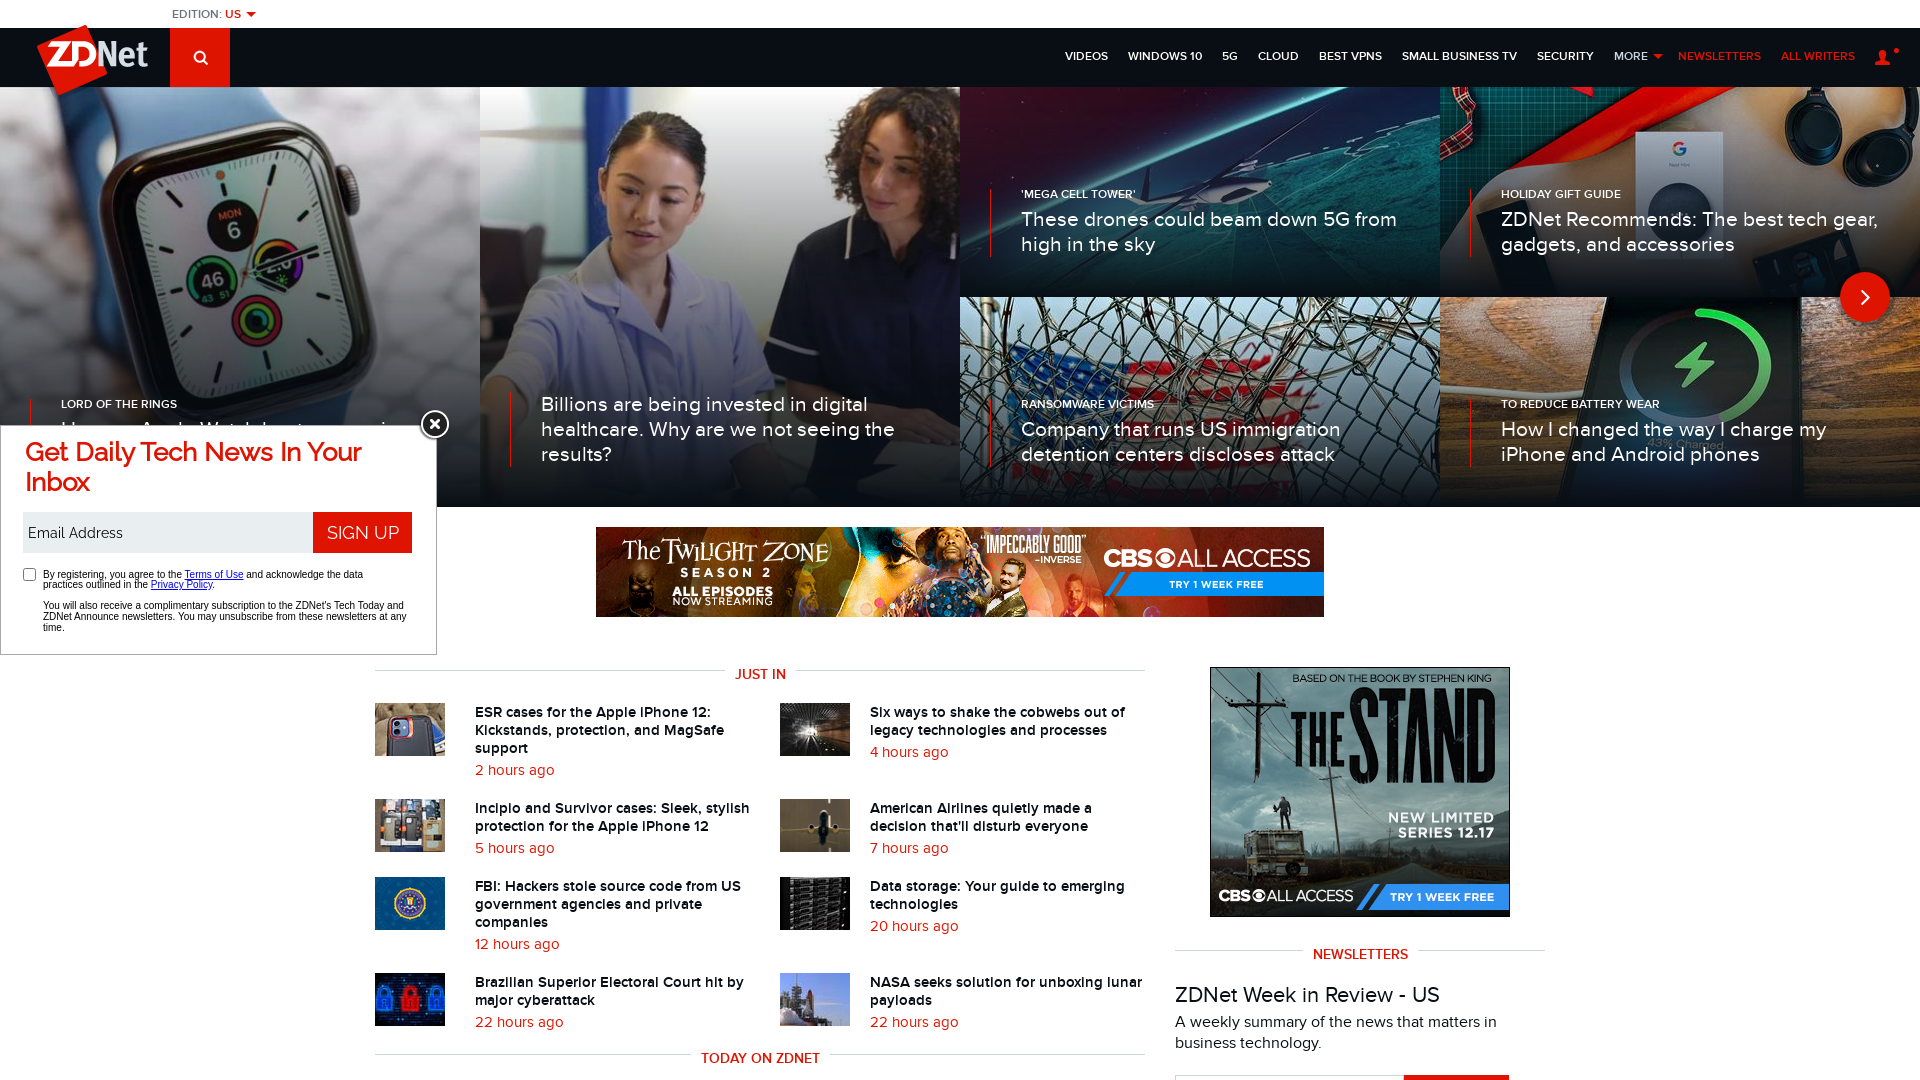 EDITION: US
ZDNet
VIDEOS
WINDOWS 10
5G
CLOUD
BEST VPNS
SMALL BUSINESS TV
SECURITY
MORE
NEWSLETTERS
ALL WRITERS
LORD OF THE RINGS
MON
6
46
43 51
Billions are being invested in digital
healthcare. Why are we not seeing the
results?
'MEGA CELL TOWER'
These drones could beam down 5G from
high in the sky
HOLIDAY GIFT GUIDE
ZDNet Recommends: The best tech gear,
gadgets, and accessories
RANSOMWARE VICTIMS
Company that runs US immigration
detention centers discloses attack
TO REDUCE BATTERY WEAR
How I changed the way I charge my
iPhone and Android phones
43% Charged
Get Daily Tech News In Your
Inbox
Email Address
SIGN UP
By registering, you agree to the Terms of Use and acknowledge the data
practices outlined in the Privacy Policy.
You will also receive a complimentary subscription to the ZDNet's Tech Today and
ZDNet Announce newsletters. You may unsubscribe from these newsletters at any
time.
The TWILIGHT ZONE
SEASON 2
ALL EPISODES
NOW STREAMING
"IMPECCABLY GOOD"
-INVERSE
CBS ALL ACCESS
TRY 1 WEEK FREE
JUST IN
ESR cases for the Apple iPhone 12:
Kickstands, protection, and MagSafe
support
2 hours ago
Six ways to shake the cobwebs out of
legacy technologies and processes
4 hours ago
Incipio and Survivor cases: Sleek, stylish
protection for the Apple iPhone 12
5 hours ago
American Airlines quietly made a
decision that'll disturb everyone
7 hours ago
FBI: Hackers stole source code from US
government agencies and private
companies
12 hours ago
Data storage: Your guide to emerging
technologies
20 hours ago
Brazilian Superior Electoral Court hit by
major cyberattack
22 hours ago
NASA seeks solution for unboxing lunar
payloads
22 hours ago
TODAY ON ZDNET
BASED ON THE BOOK BY STEPHEN KING
THE STAND
NEW LIMITED
SERIES 12.17
CBS ALL ACCESS
TRY 1 WEEK FREE
NEWSLETTERS
ZDNet Week in Review - US
A weekly summary of the news that matters in
business technology.